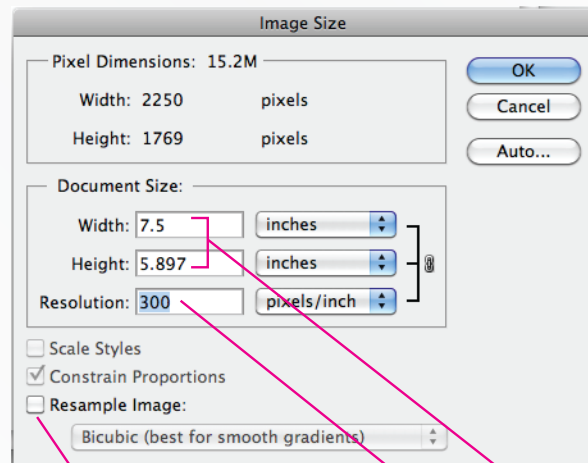 Image Size
Pixel Dimensions: 15.2M
Width: 2250 pixels
Height: 1769 pixels
OK
Cancel
Auto...
Document Size:
Width: 7.5 inches
Height: 5.897 inches
Resolution: 300 pixels/inch
Scale Styles
Constrain Proportions
Resample Image:
Bicubic (best for smooth gradients)